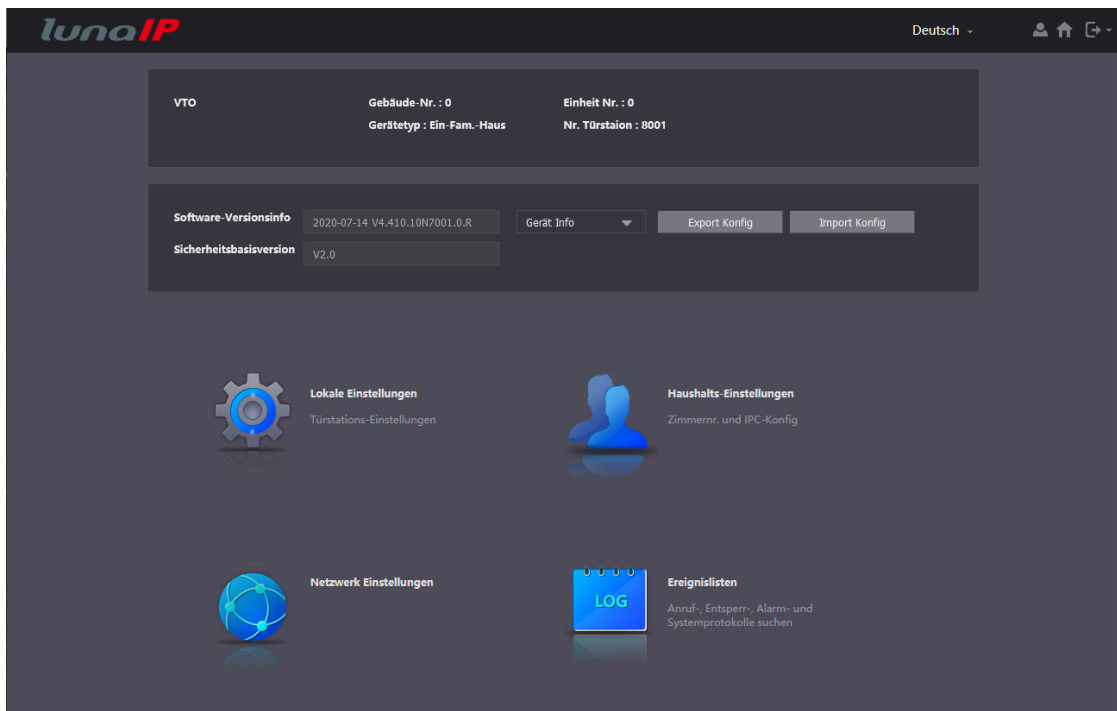 lunaIP
Deutsch
VTO
Gebäude-Nr. : 0
Einheit Nr. : 0
Gerätetyp : Ein-Fam.-Haus
Nr. Türstaion : 8001
Software-Versionsinfo
2020-07-14 V4.410.10N7001.0.R
Gerät Info
Export Konfig
Import Konfig
Sicherheitsbasisversion
V2.0
Lokale Einstellungen
Türstations-Einstellungen
Haushalts-Einstellungen
Zimmernr. und IPC-Konfig
Netzwerk Einstellungen
LOG
Ereignislisten
Anruf-, Entsperr-, Alarm- und
Systemprotokolle suchen